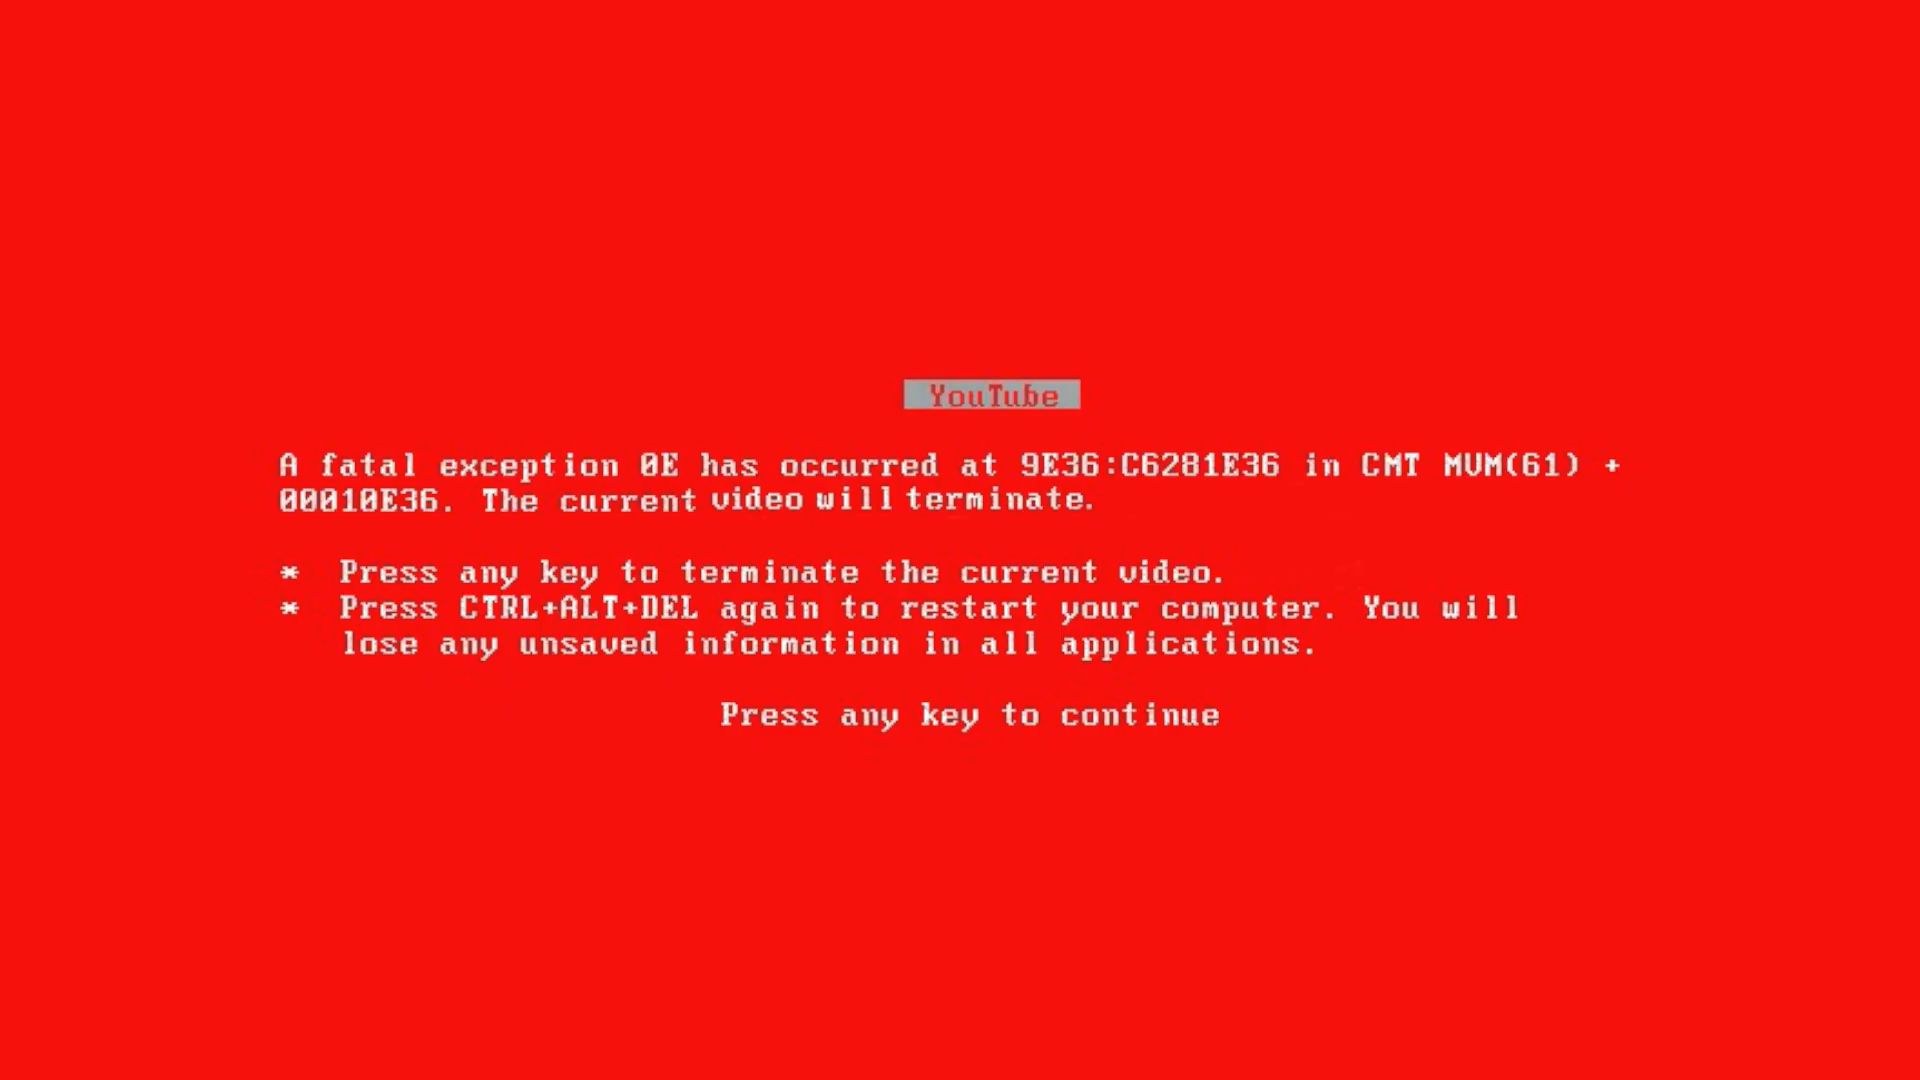 YouTube
A fatal exception 0E has occurred at 9E36:C6281E36 in CMT MVM(61) +
00010E36. The current video will terminate.
* Press any key to terminate the current video.
* Press CTRL+ALT+DEL again to restart your computer. You will
lose any unsaved information in all applications.
Press any key to continue